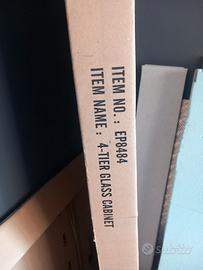 ITEM NO.: EP8484
ITEM NAME: 4-TIER GLASS CABINET
subito